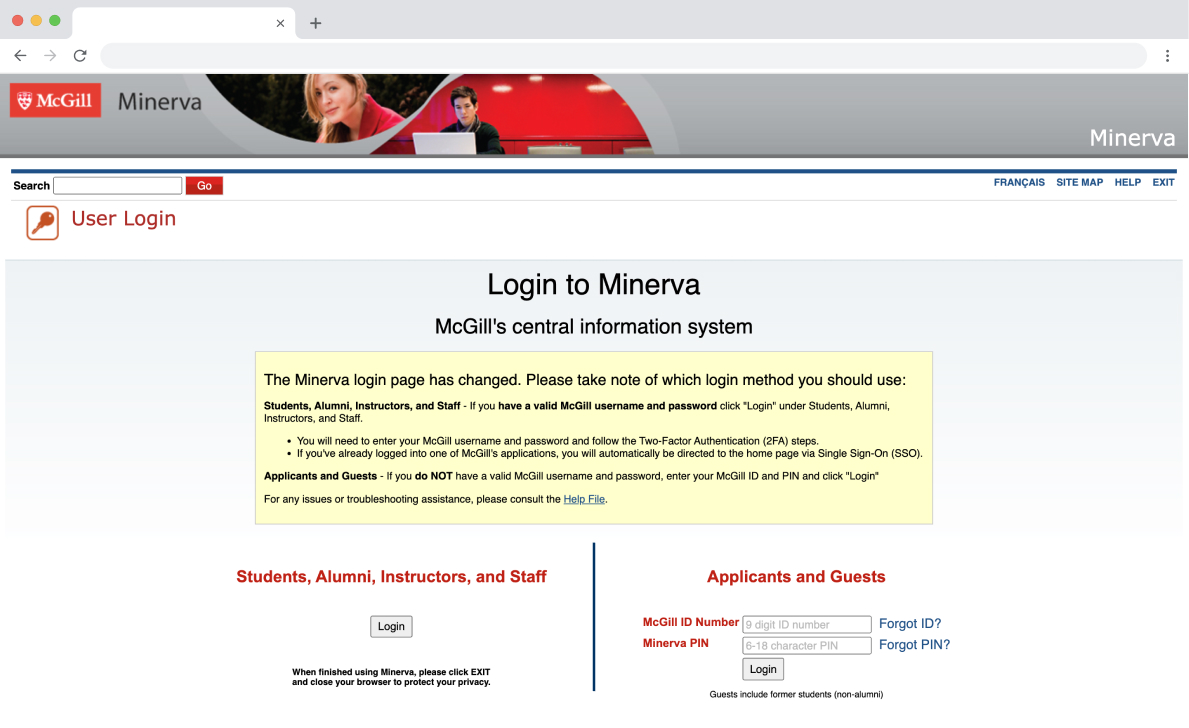 McGill Minerva
Minerva
Search Go FRANÇAIS SITE MAP HELP EXIT
User Login
Login to Minerva
McGill's central information system
The Minerva login page has changed. Please take note of which login method you should use:
Students, Alumni, Instructors, and Staff - If you have a valid McGill username and password click "Login" under Students, Alumni,
Instructors, and Staff.
• You will need to enter your McGill username and password and follow the Two-Factor Authentication (2FA) steps.
• If you've already logged into one of McGill's applications, you will automatically be directed to the home page via Single Sign-On (SSO).
Applicants and Guests - If you do NOT have a valid McGill username and password, enter your McGill ID and PIN and click "Login"
For any issues or troubleshooting assistance, please consult the Help File.
Students, Alumni, Instructors, and Staff
Login
When finished using Minerva, please click EXIT
and close your browser to protect your privacy.
Applicants and Guests
McGill ID Number 9 digit ID number Forgot ID?
Minerva PIN 6-18 character PIN Forgot PIN?
Login
Guests include former students (non-alumni)